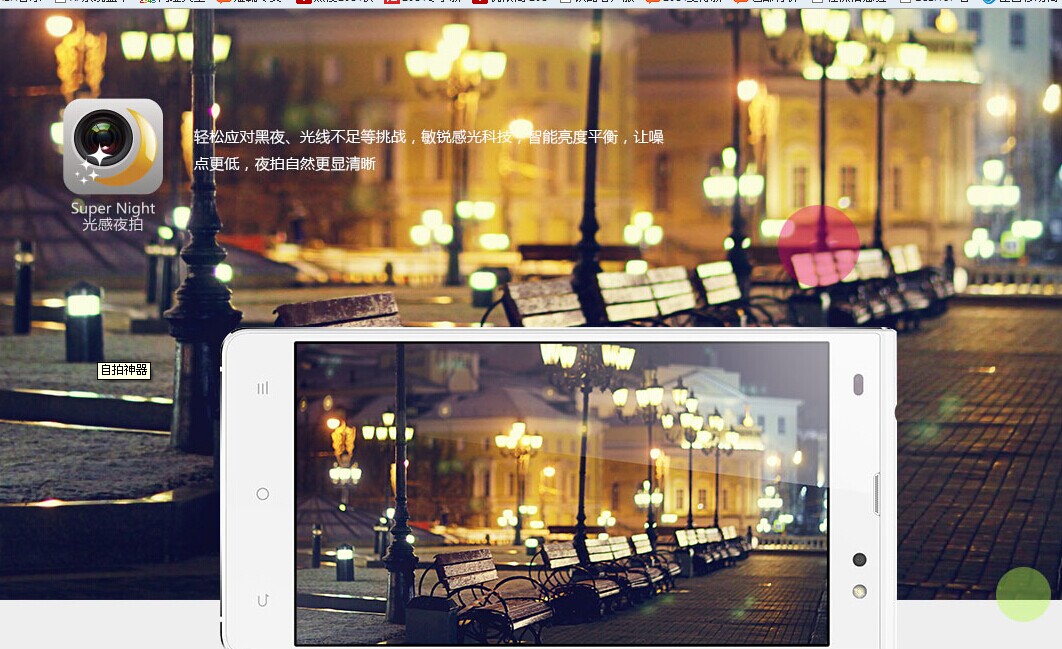 轻松应对黑夜、光线不足等挑战，敏锐感光科技，智能亮度平衡，让噪
点更低，夜拍自然更显清晰
Super Night
光感夜拍
自拍神器